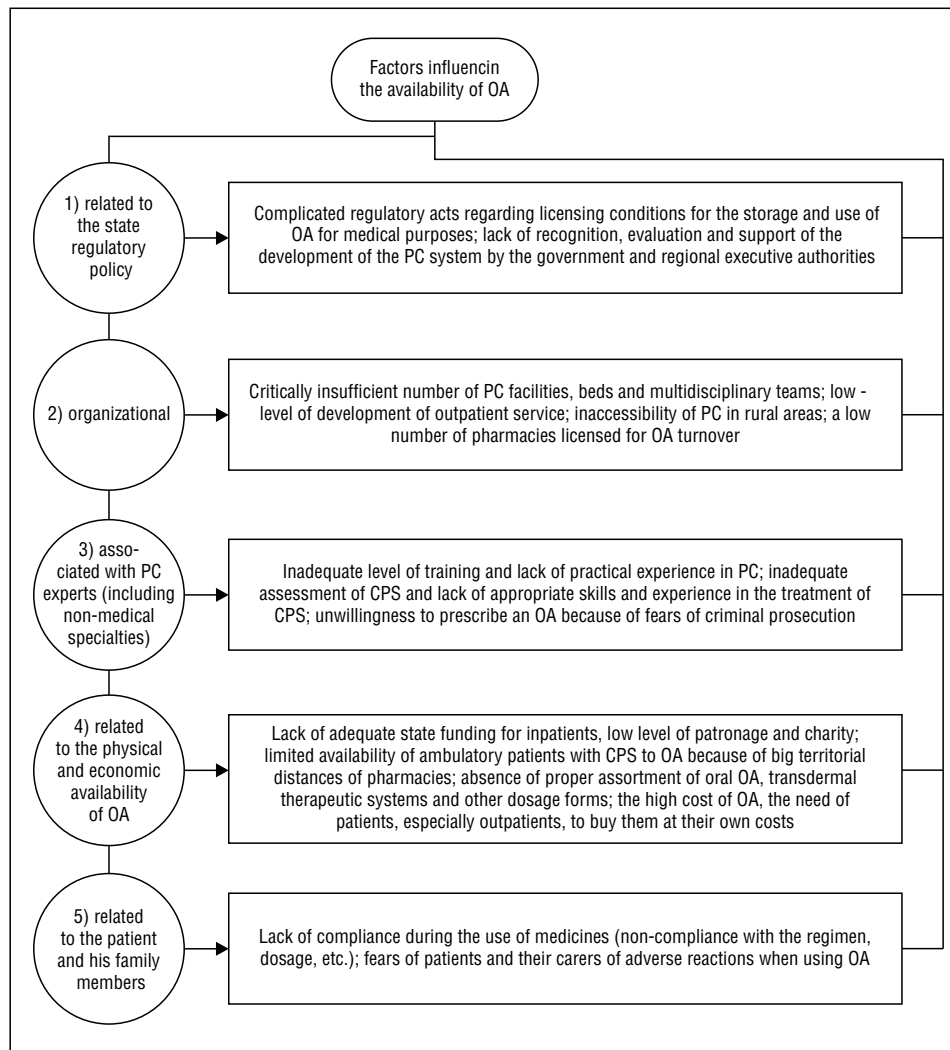 Factors influencin
the availability of OA
1) related to
the state
regulatory
policy
Complicated regulatory acts regarding licensing conditions for the storage and use of
OA for medical purposes; lack of recognition, evaluation and support of the
development of the PC system by the government and regional executive authorities
2) organizational
Critically insufficient number of PC facilities, beds and multidisciplinary teams; low -
level of development of outpatient service; inaccessibility of PC in rural areas; a low
number of pharmacies licensed for OA turnover
3) asso-
ciated with PC
experts (including
non-medical
specialties)
Inadequate level of training and lack of practical experience in PC; inadequate
assessment of CPS and lack of appropriate skills and experience in the treatment of
CPS; unwillingness to prescribe an OA because of fears of criminal prosecution
4) related
to the physical
and economic
availability
of OA
Lack of adequate state funding for inpatients, low level of patronage and charity;
limited availability of ambulatory patients with CPS to OA because of big territorial
distances of pharmacies; absence of proper assortment of oral OA, transdermal
therapeutic systems and other dosage forms; the high cost of OA, the need of
patients, especially outpatients, to buy them at their own costs
5) related
to the patient
and his family
members
Lack of compliance during the use of medicines (non-compliance with the regimen,
dosage, etc.); fears of patients and their carers of adverse reactions when using OA